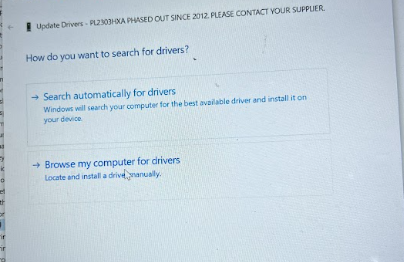 Update Drivers - PL2303HXA PHASED OUT SINCE 2012. PLEASE CONTACT YOUR SUPPLIER.
How do you want to search for drivers?
→ Search automatically for drivers
Windows will search your computer for the best available driver and install it on
your device.
→ Browse my computer for drivers
Locate and install a driver manually.